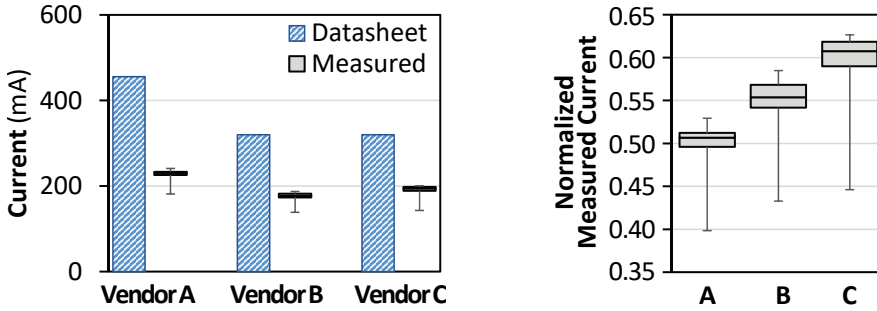 Current (mA)
600
400
200
0
Datasheet
Measured
Vendor A
Vendor B
Vendor C
Normalized
Measured Current
0.65
0.60
0.55
0.50
0.45
0.40
0.35
A
B
C